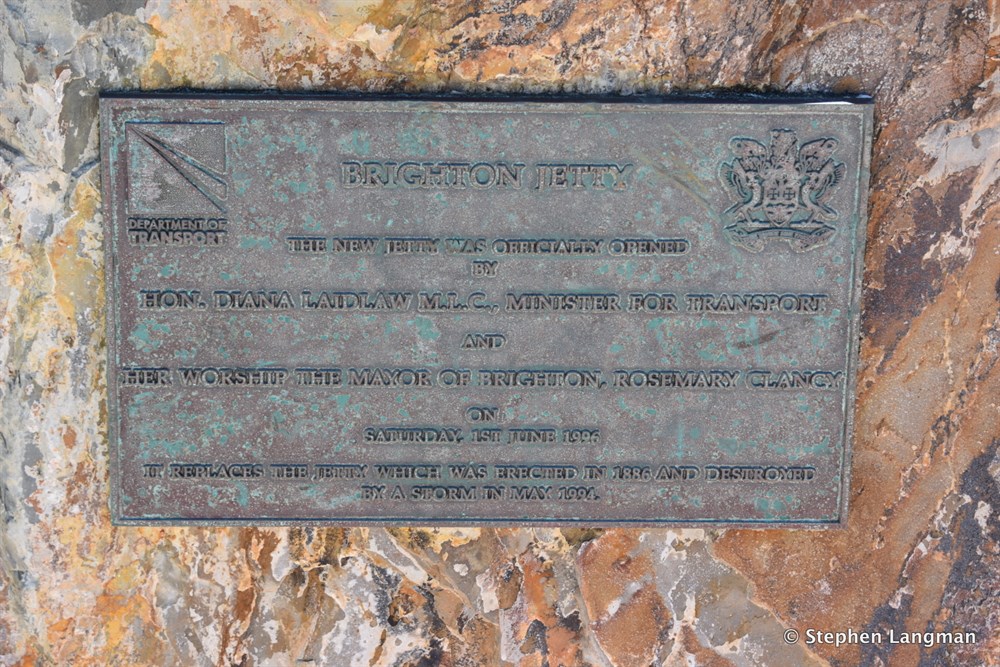 BRIGHTON JETTY
DEPARTMENT OF
TRANSPORT
THE NEW JETTY WAS OFFICIALLY OPENED
BY
HON. DIANA LAIDLAW M.L.C., MINISTER FOR TRANSPORT
AND
HER WORSHIP THE MAYOR OF BRIGHTON, ROSEMARY CLANCY
ON
SATURDAY, 1ST JUNE 1996
IT REPLACES THE JETTY WHICH WAS ERECTED IN 1886 AND DESTROYED
BY A STORM IN MAY 1994.
© Stephen Langman